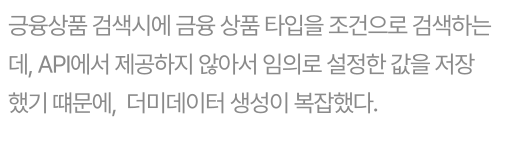 긍융상품 검색시에 금융 상품 타입을 조건으로 검색하는
데, API에서 제공하지 않아서 임의로 설정한 값을 저장
했기 떄문에,  더미데이터 생성이 복잡했다.